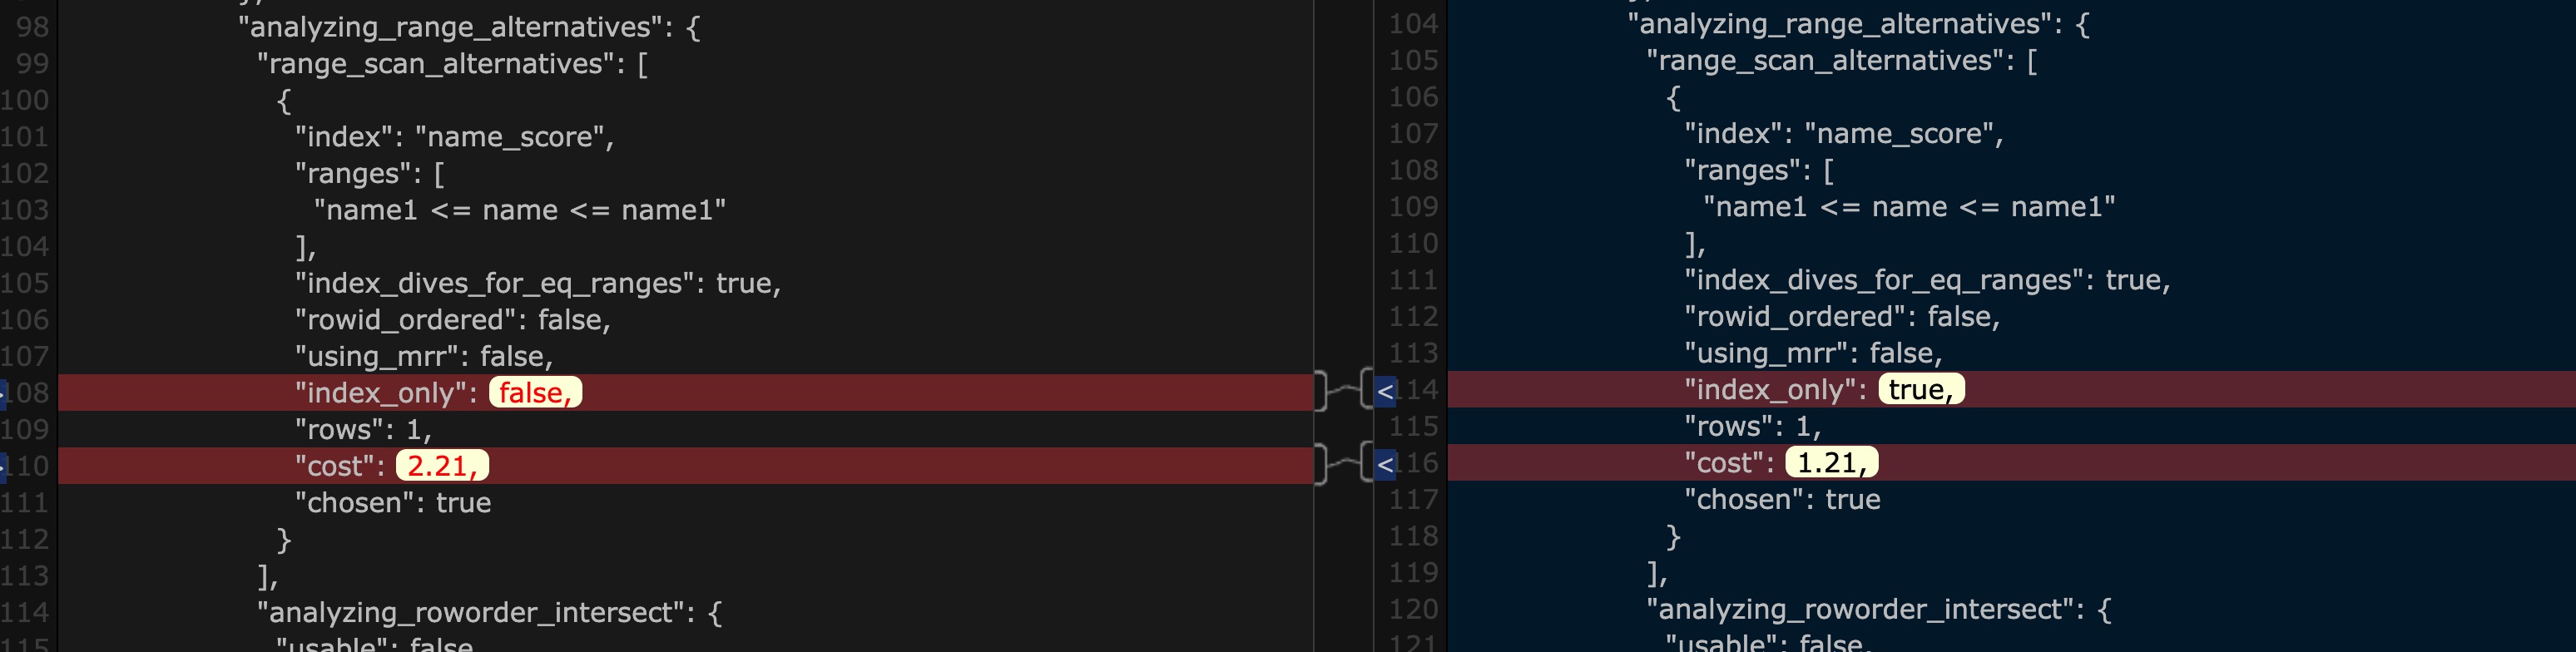 98 "analyzing_range_alternatives": {
99 "range_scan_alternatives": [
100 {
101 "index": "name_score",
102 "ranges": [
103 "name1 <= name <= name1"
104 ],
105 "index_dives_for_eq_ranges": true,
106 "rowid_ordered": false,
107 "using_mrr": false,
108 "index_only": false,
109 "rows": 1,
110 "cost": 2.21,
111 "chosen": true
112 }
113 ],
114 "analyzing_roworder_intersect": {
115 "usable": false,
104 "analyzing_range_alternatives": {
105 "range_scan_alternatives": [
106 {
107 "index": "name_score",
108 "ranges": [
109 "name1 <= name <= name1"
110 ],
111 "index_dives_for_eq_ranges": true,
112 "rowid_ordered": false,
113 "using_mrr": false,
< 114 "index_only": true,
115 "rows": 1,
< 116 "cost": 1.21,
117 "chosen": true
118 }
119 ],
120 "analyzing_roworder_intersect": {
121 "usable": false,